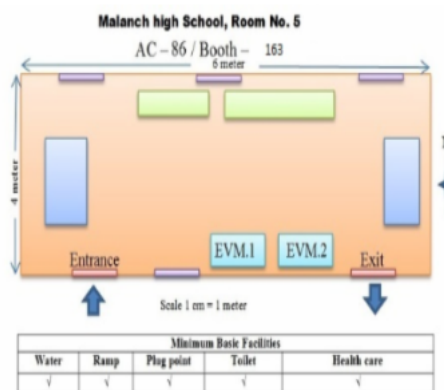 Malanch high School, Room No. 5
AC – 86 / Booth – 163
6 meter
4 meter
EVM.1 EVM.2
Entrance Exit
Scale 1 cm = 1 meter
Minimum Basic Facilities
Water Ramp Plug point Toilet Health care
√ √ √ √ √